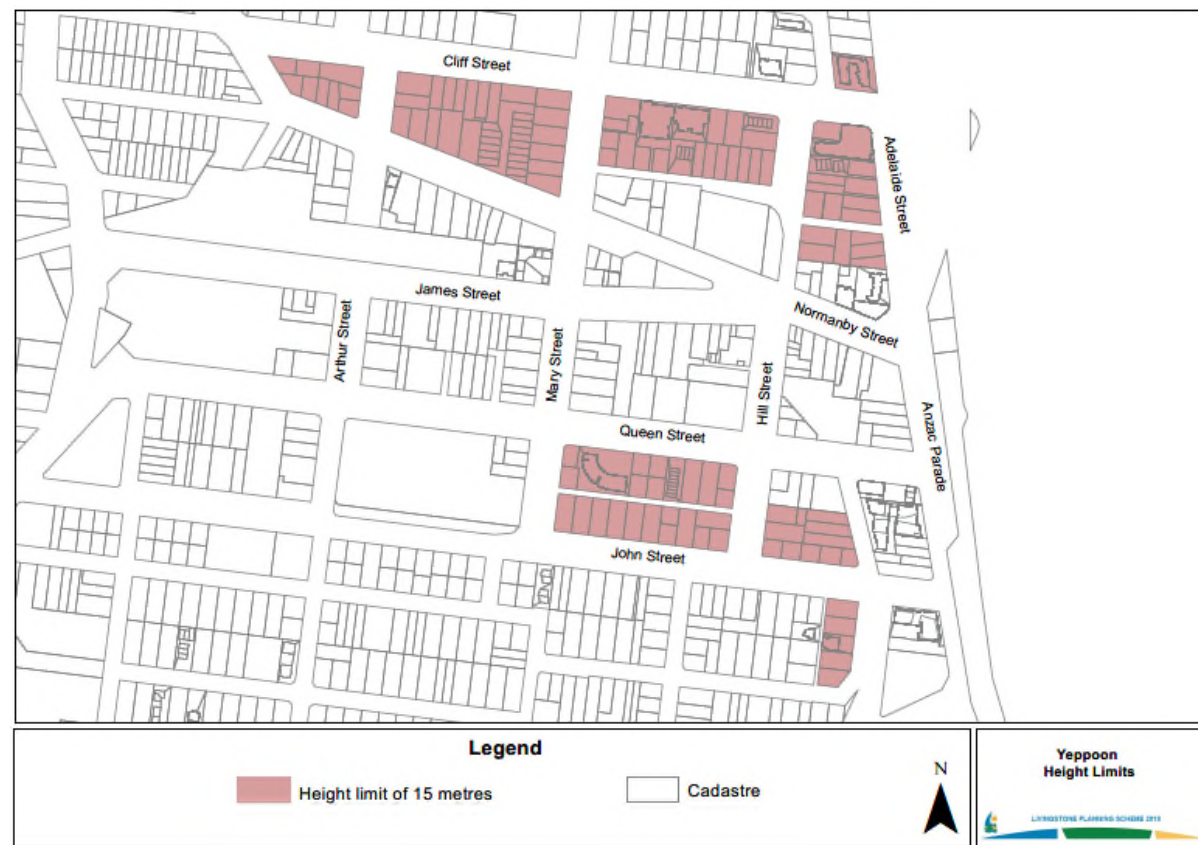 Cliff Street
Adelaide Street
James Street
Normanby Street
Arthur Street
Mary Street
Hill Street
Queen Street
Anzac Parade
John Street
Legend
Height limit of 15 metres
Cadastre
N
Yeppoon
Height Limits